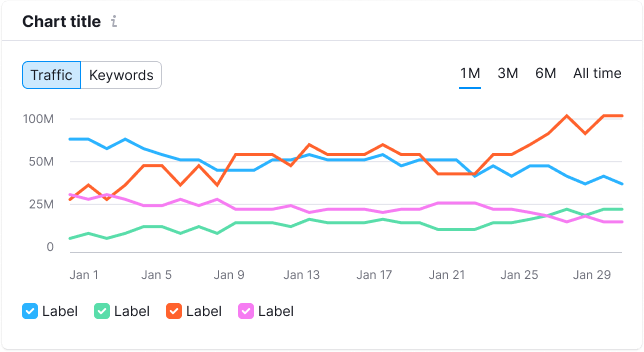 Chart title i
Traffic Keywords 1M 3M 6M All time
100M
50M
25M
0
Jan 1 Jan 5 Jan 9 Jan 13 Jan 17 Jan 21 Jan 25 Jan 29
Label Label Label Label